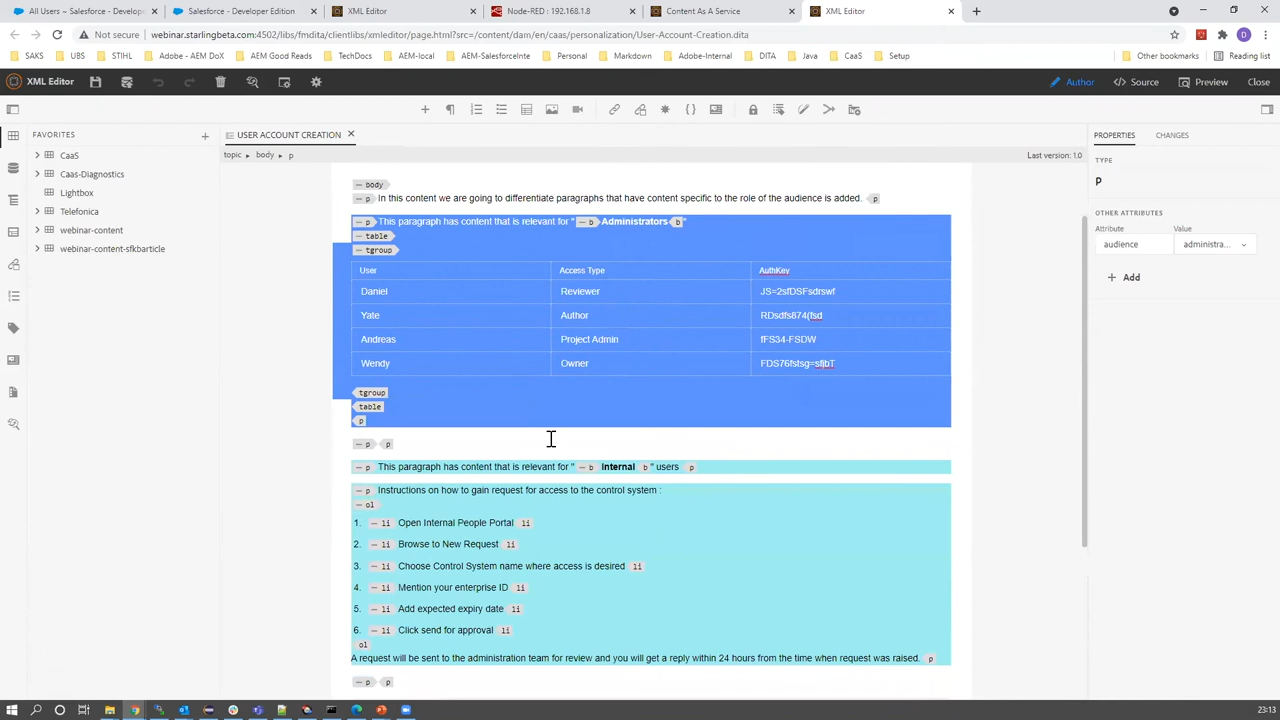 All Users ~ Salesforce - Develop
Salesforce - Developer Edition
XML Editor
Node-RED : 192.168.1.8
Content As A Service
XML Editor
Not secure
webinar.starlingbeta.com:4502/libs/fmdita/clientlibs/xmleditor/page.html?src=/content/dam/en/caas/personalization/User-Account-Creation.dita
SAKS
UBS
STIHL
Adobe - AEM DoX
AEM Good Reads
TechDocs
AEM-local
AEM-SalesforceInte
Personal
Markdown
Adobe-Internal
DITA
Java
CaaS
Setup
Other bookmarks
Reading list
XML Editor
Author
Source
Preview
Close
FAVORITES
USER ACCOUNT CREATION
PROPERTIES
CHANGES
topic ▸ body ▸ p
Last version: 1.0
CaaS
Caas-Diagnostics
Lightbox
Telefonica
webinar-content
webinar-content-sfkbarticle
TYPE
p
OTHER ATTRIBUTES
Attribute
Value
audience
administra...
Add
body
p In this content we are going to differentiate paragraphs that have content specific to the role of the audience is added. p
p This paragraph has content that is relevant for " b Administrators b "
table
tgroup
User Access Type AuthKey
Daniel Reviewer JS=2sfDSFsdrswf
Yate Author RDsdfs874(fsd
Andreas Project Admin fFS34-FSDW
Wendy Owner FDS76fstsg=sfjbT
tgroup
table
p
p p
p This paragraph has content that is relevant for " b Internal b " users p
p Instructions on how to gain request for access to the control system :
ol
1. li Open Internal People Portal li
2. li Browse to New Request li
3. li Choose Control System name where access is desired li
4. li Mention your enterprise ID li
5. li Add expected expiry date li
6. li Click send for approval li
ol
A request will be sent to the administration team for review and you will get a reply within 24 hours from the time when request was raised. p
p p
23:13